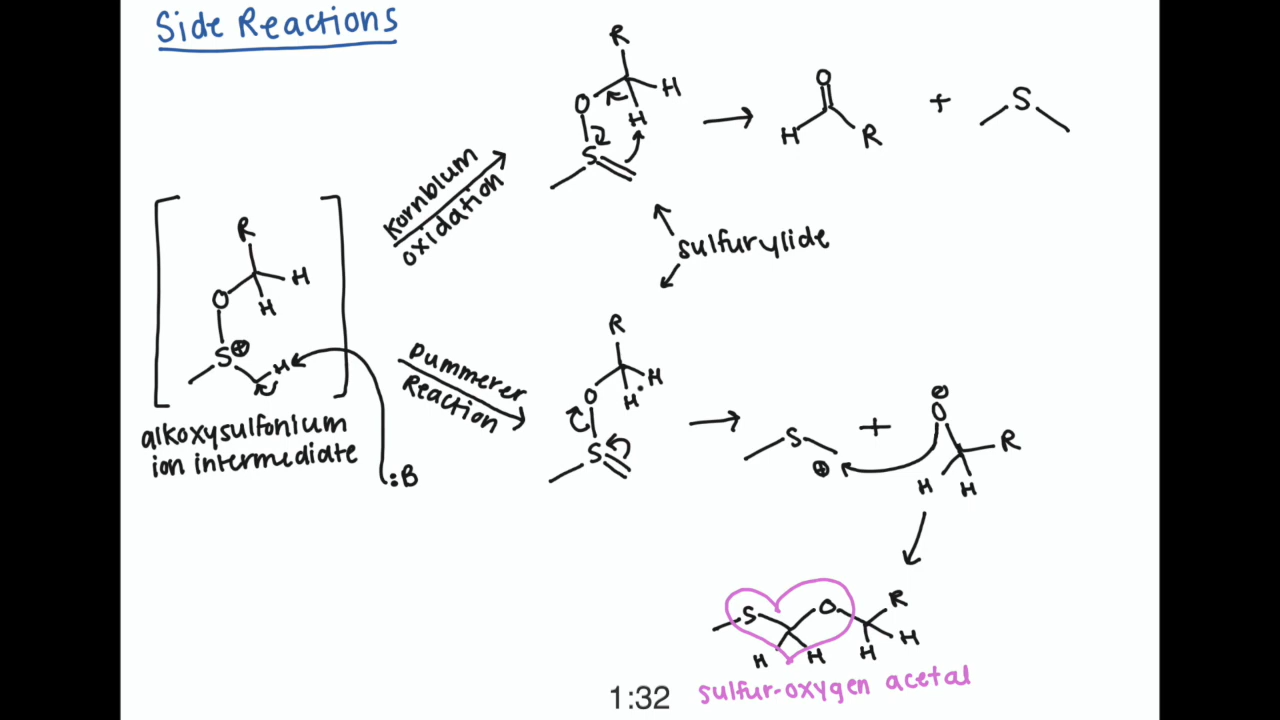 Side Reactions
R
O
H
H
S
Kornblum
oxidation
O
H
R
+
S
R
O
H
H
S
⊕
H
alkoxysulfonium
ion intermediate
:B
sulfurylide
pummerer
Reaction
R
O
H
H
S
S
⊕
+
⊖
O
R
H
H
S
O
R
H
H
H
H
sulfur-oxygen acetal
1:32